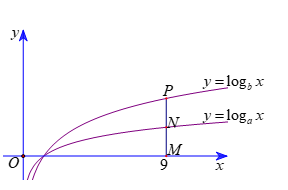 y
P
y = log_b x
y = log_a x
N
M
O
9
x